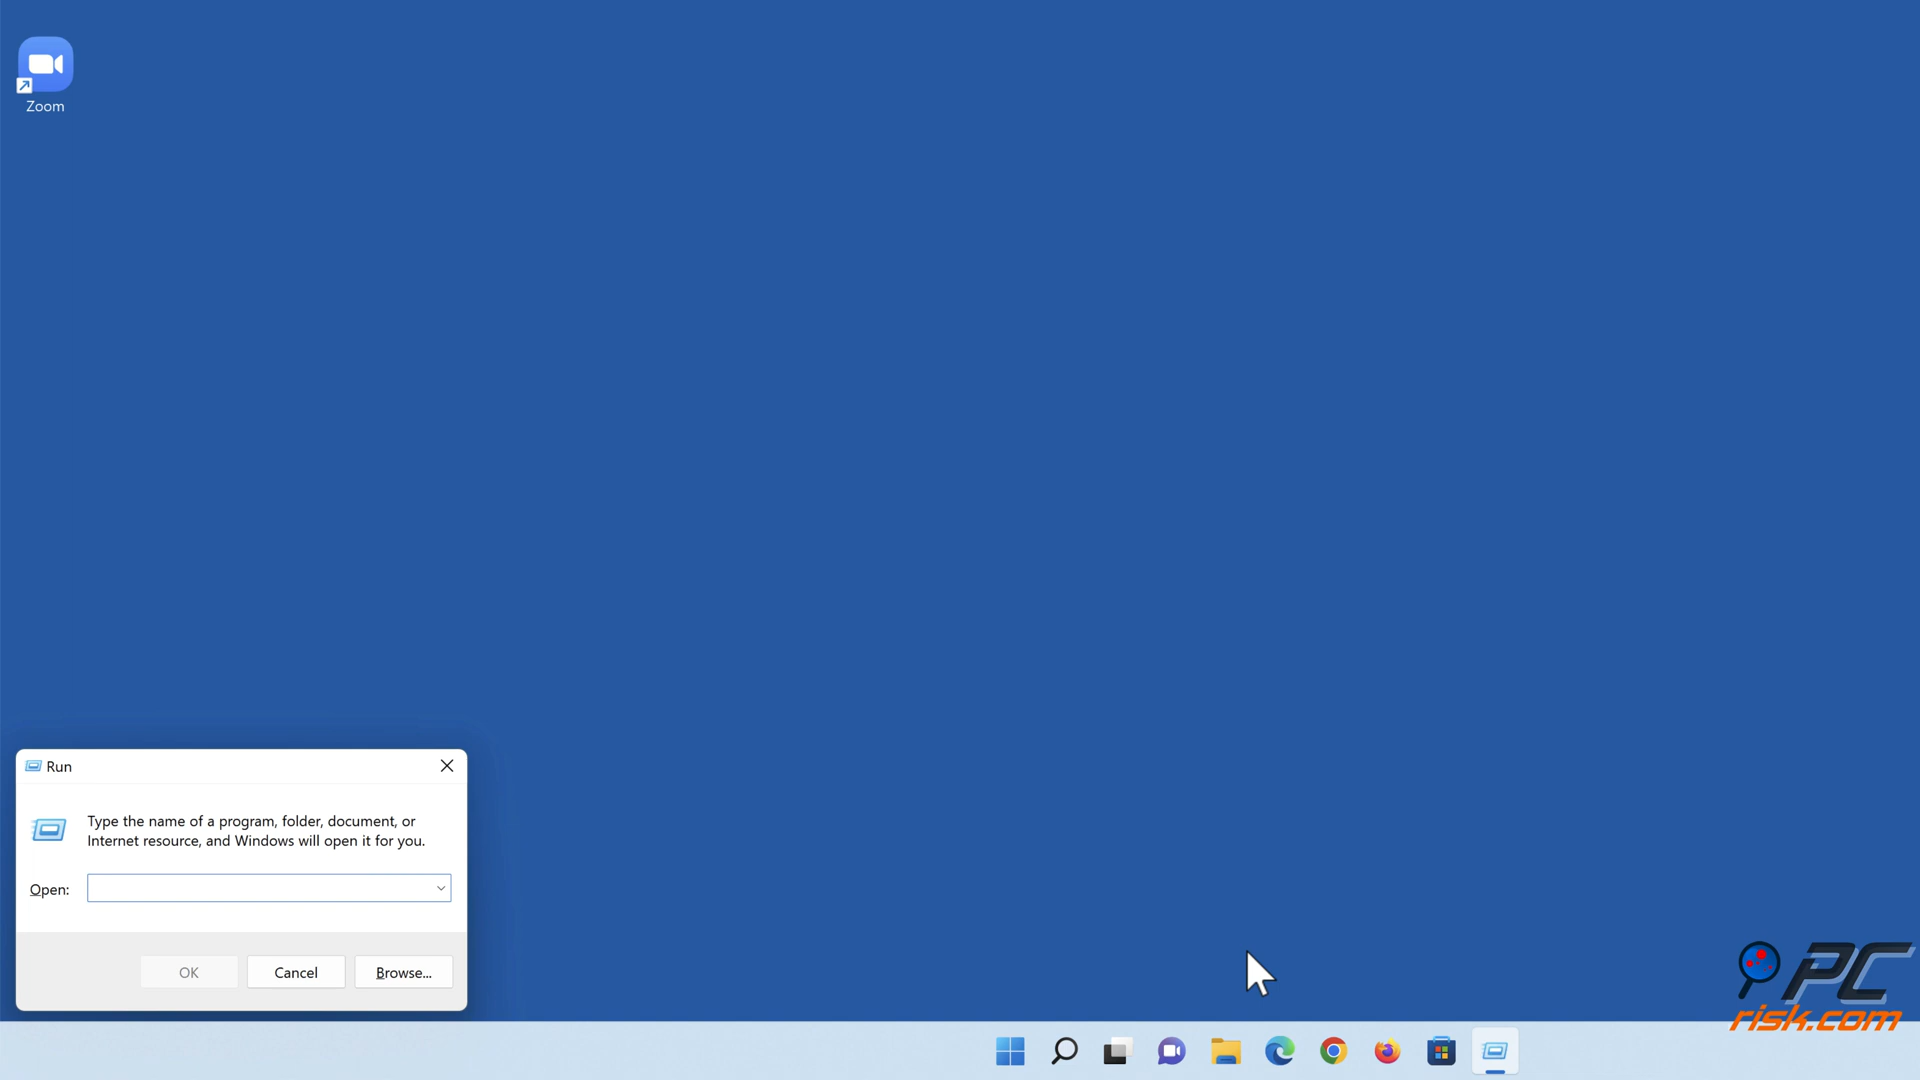 Zoom
Run
Type the name of a program, folder, document, or
Internet resource, and Windows will open it for you.
Open:
OK
Cancel
Browse...
PC
risk.com